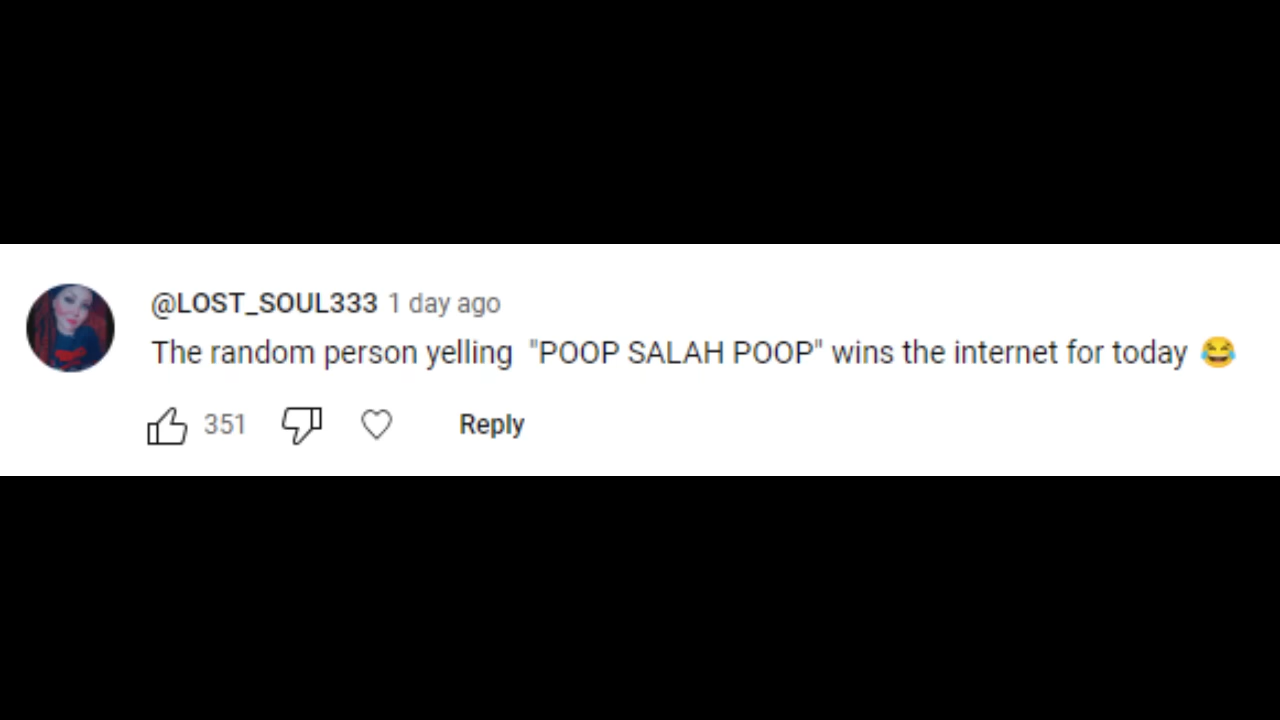 @LOST_SOUL333 1 day ago
The random person yelling  "POOP SALAH POOP" wins the internet for today 😂
351 Reply